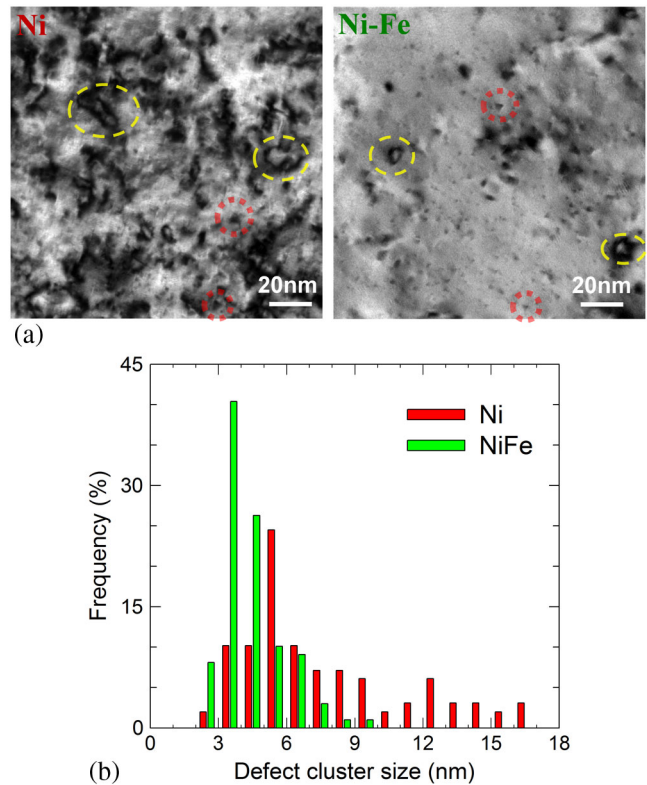 Ni
Ni-Fe
20nm
20nm
(a)
45
30
15
0
Frequency (%)
Ni
NiFe
0 3 6 9 12 15 18
Defect cluster size (nm)
(b)